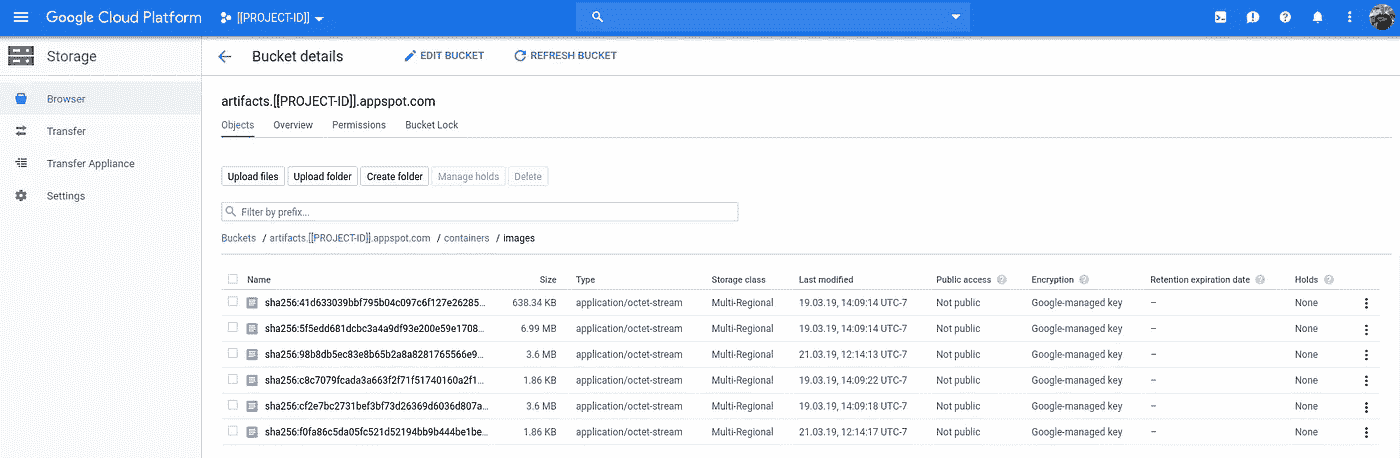 Google Cloud Platform [[PROJECT-ID]]
Storage Bucket details EDIT BUCKET REFRESH BUCKET
Browser
Transfer
Transfer Appliance
Settings
artifacts.[[PROJECT-ID]].appspot.com
Objects Overview Permissions Bucket Lock
Upload files Upload folder Create folder Manage holds Delete
Filter by prefix...
Buckets / artifacts.[[PROJECT-ID]].appspot.com / containers / images
Name Size Type Storage class Last modified Public access Encryption Retention expiration date Holds
sha256:41d633039bbf795b04c097c6f127e26285... 638.34 KB application/octet-stream Multi-Regional 19.03.19, 14:09:14 UTC-7 Not public Google-managed key – None
sha256:5f5edd681dcbc3a4a9df93e200e59e1708... 6.99 MB application/octet-stream Multi-Regional 19.03.19, 14:09:14 UTC-7 Not public Google-managed key – None
sha256:98b8db5ec83e8b65b2a8a8281765566e9... 3.6 MB application/octet-stream Multi-Regional 21.03.19, 12:14:13 UTC-7 Not public Google-managed key – None
sha256:c8c7079fcada3a663f2f71f51740160a2f1... 1.86 KB application/octet-stream Multi-Regional 19.03.19, 14:09:22 UTC-7 Not public Google-managed key – None
sha256:cf2e7bc2731bef3bf73d26369d6036d807a... 3.6 MB application/octet-stream Multi-Regional 19.03.19, 14:09:18 UTC-7 Not public Google-managed key – None
sha256:f0fa86c5da05fc521d52194bb9b444be1be... 1.86 KB application/octet-stream Multi-Regional 21.03.19, 12:14:17 UTC-7 Not public Google-managed key – None